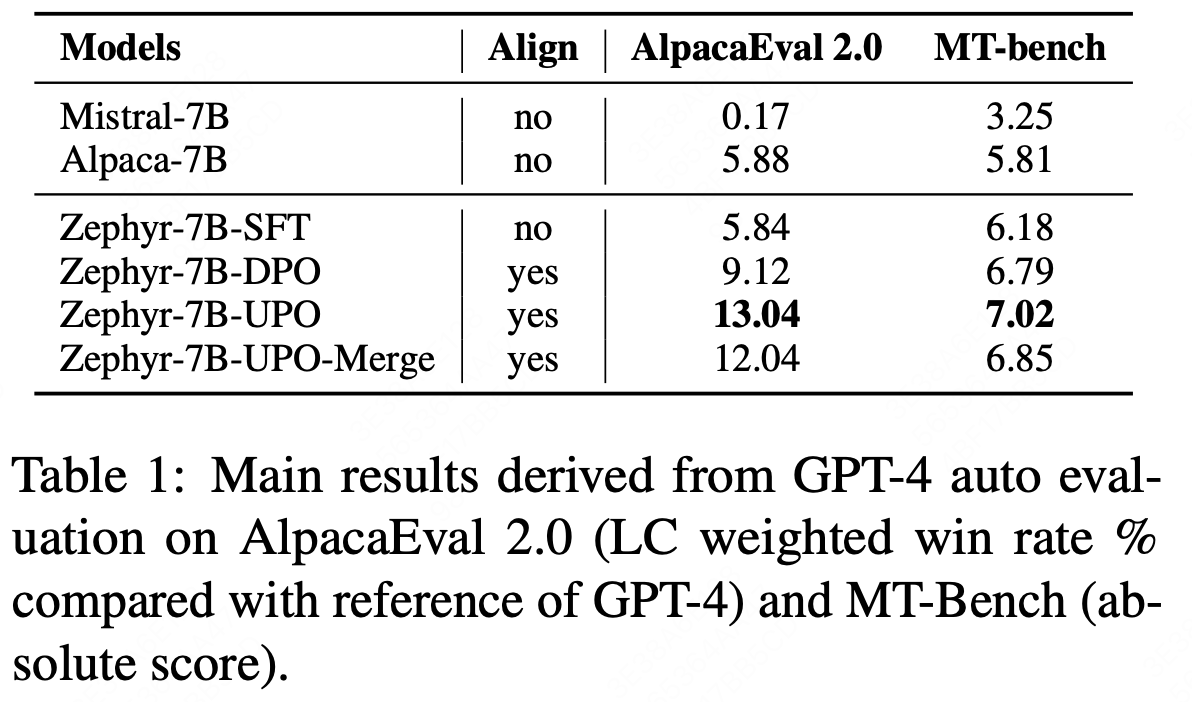 Models Align AlpacaEval 2.0 MT-bench
Mistral-7B no 0.17 3.25
Alpaca-7B no 5.88 5.81
Zephyr-7B-SFT no 5.84 6.18
Zephyr-7B-DPO yes 9.12 6.79
Zephyr-7B-UPO yes 13.04 7.02
Zephyr-7B-UPO-Merge yes 12.04 6.85
Table 1: Main results derived from GPT-4 auto eval-
uation on AlpacaEval 2.0 (LC weighted win rate %
compared with reference of GPT-4) and MT-Bench (ab-
solute score).